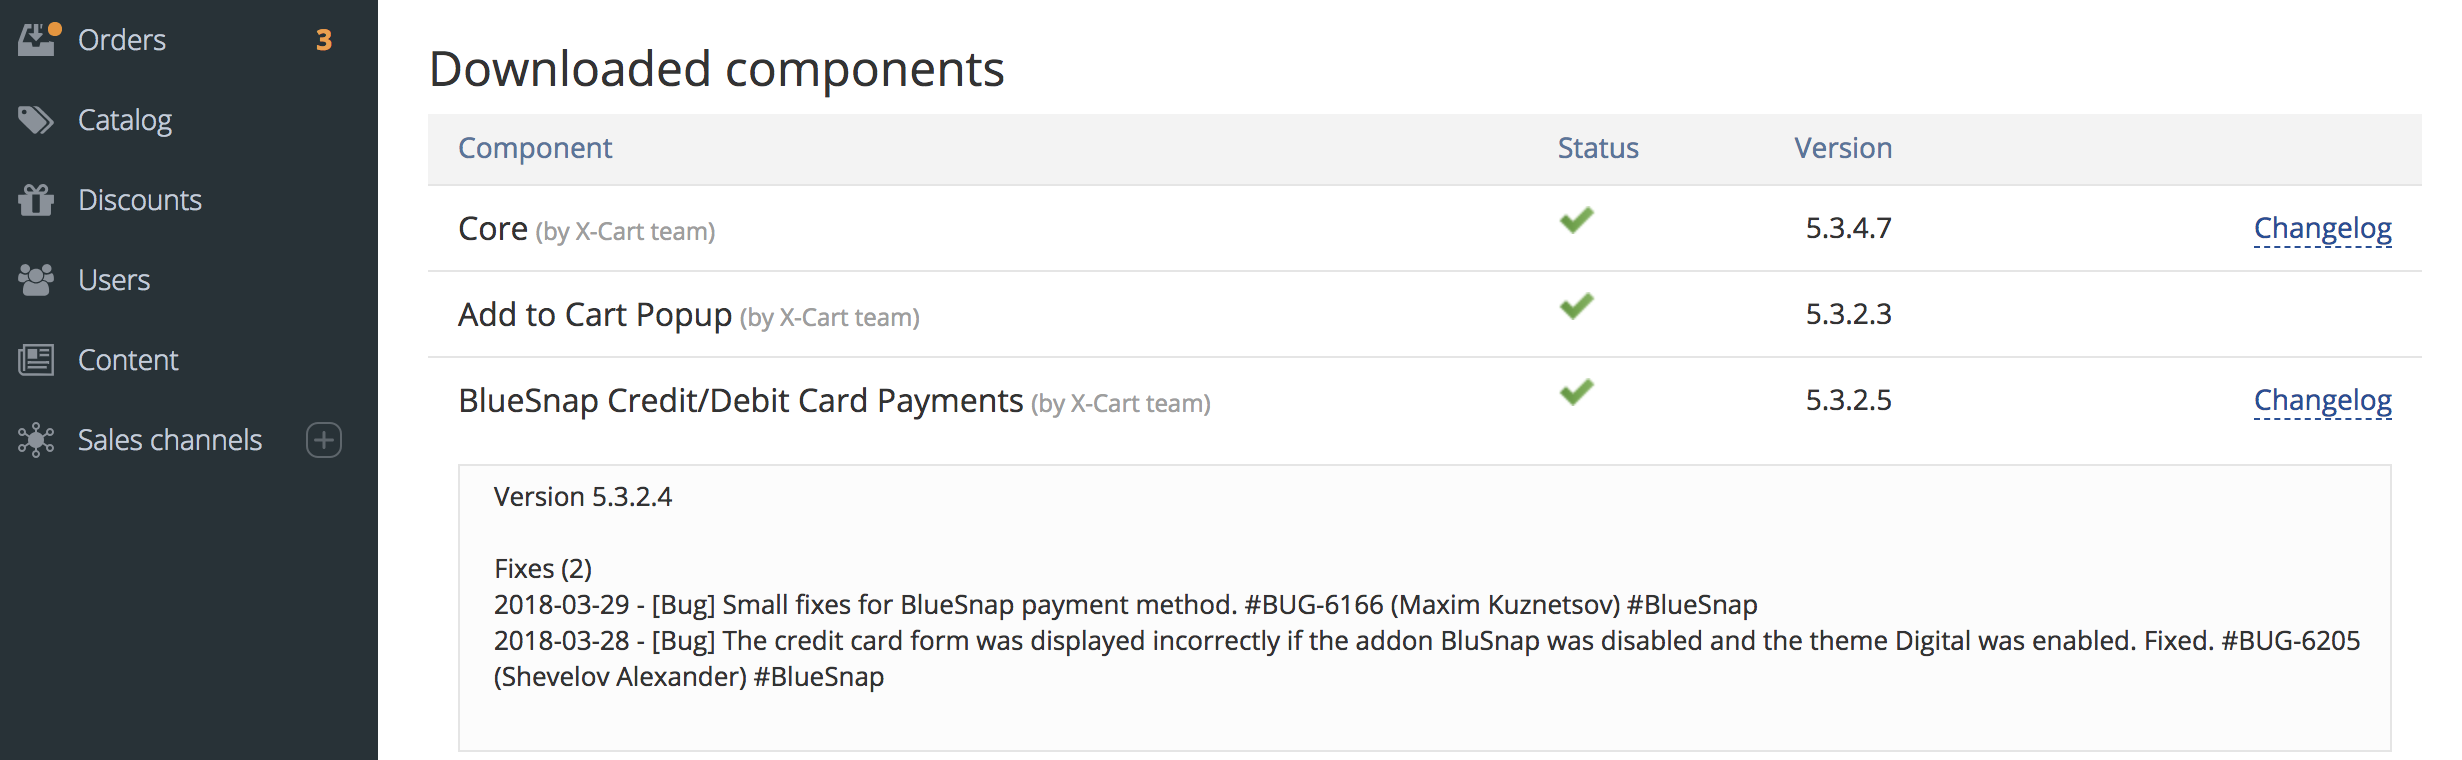 Orders 3
Catalog
Discounts
Users
Content
Sales channels
Downloaded components
Component Status Version
Core (by X-Cart team) 5.3.4.7 Changelog
Add to Cart Popup (by X-Cart team) 5.3.2.3
BlueSnap Credit/Debit Card Payments (by X-Cart team) 5.3.2.5 Changelog
Version 5.3.2.4
Fixes (2)
2018-03-29 - [Bug] Small fixes for BlueSnap payment method. #BUG-6166 (Maxim Kuznetsov) #BlueSnap
2018-03-28 - [Bug] The credit card form was displayed incorrectly if the addon BluSnap was disabled and the theme Digital was enabled. Fixed. #BUG-6205
(Shevelov Alexander) #BlueSnap